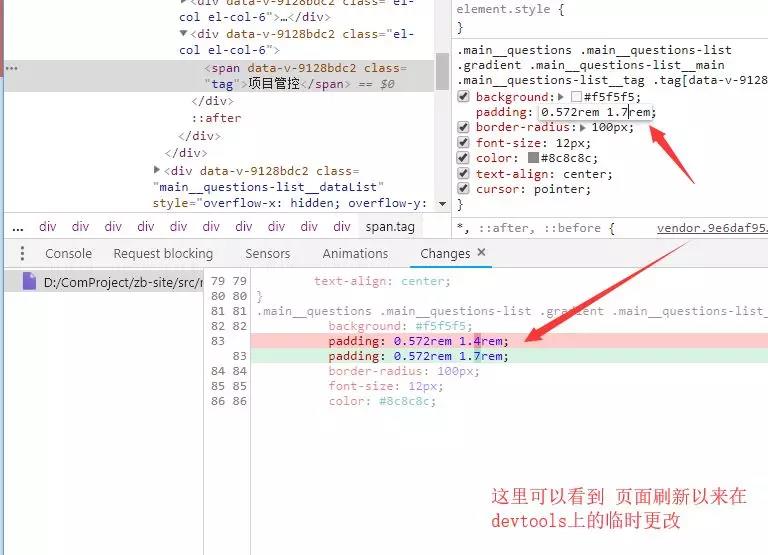 <div data-v-9128bdc2 class="el-
col el-col-6">…</div>
▼<div data-v-9128bdc2 class="el-
col el-col-6">
<span data-v-9128bdc2 class=
"tag">项目管控</span> == $0
</div>
::after
</div>
</div>
▶<div data-v-9128bdc2 class=
"main__questions-list__dataList"
style="overflow-x: hidden; overflow-y:
... div div div div div div div div span.tag
element.style {
}
.main__questions .main__questions-list
.gradient .main__questions-list__main
.main__questions-list__tag .tag[data-v-9128
background:▶ #f5f5f5;
padding: 0.572rem 1.7rem;
border-radius:▶ 100px;
font-size: 12px;
color: #8c8c8c;
text-align: center;
cursor: pointer;
}
*, ::after, ::before { vendor.9e6daf95
Console Request blocking Sensors Animations Changes ×
D:/ComProject/zb-site/src/r
79 79 text-align: center;
80 80 }
81 81 .main__questions .main__questions-list .gradient .main__questions-list_
82 82 background: #f5f5f5;
83 padding: 0.572rem 1.4rem;
83 padding: 0.572rem 1.7rem;
84 84 border-radius: 100px;
85 85 font-size: 12px;
86 86 color: #8c8c8c;
这里可以看到 页面刷新以来在
devtools上的临时更改